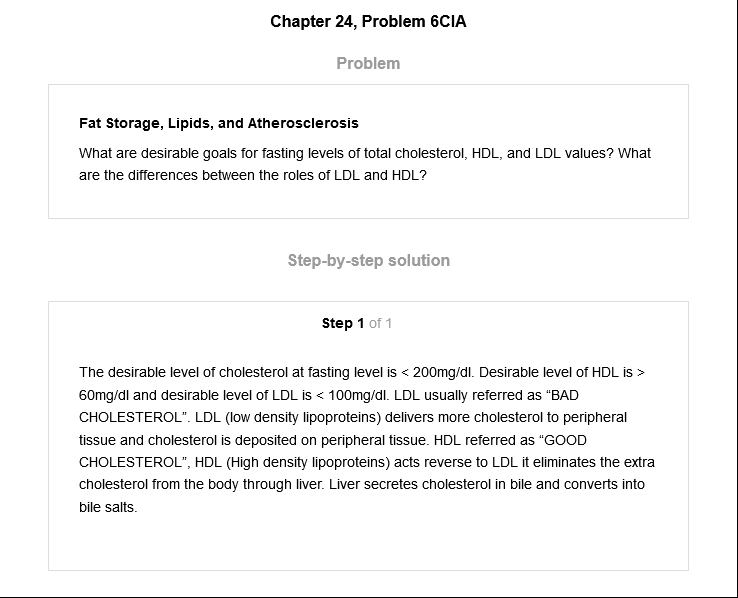 Chapter 24, Problem 6CIA
Problem
Fat Storage, Lipids, and Atherosclerosis
What are desirable goals for fasting levels of total cholesterol, HDL, and LDL values? What
are the differences between the roles of LDL and HDL?
Step-by-step solution
Step 1 of 1
The desirable level of cholesterol at fasting level is < 200mg/dl. Desirable level of HDL is >
60mg/dl and desirable level of LDL is < 100mg/dl. LDL usually referred as “BAD
CHOLESTEROL”. LDL (low density lipoproteins) delivers more cholesterol to peripheral
tissue and cholesterol is deposited on peripheral tissue. HDL referred as “GOOD
CHOLESTEROL”, HDL (High density lipoproteins) acts reverse to LDL it eliminates the extra
cholesterol from the body through liver. Liver secretes cholesterol in bile and converts into
bile salts.